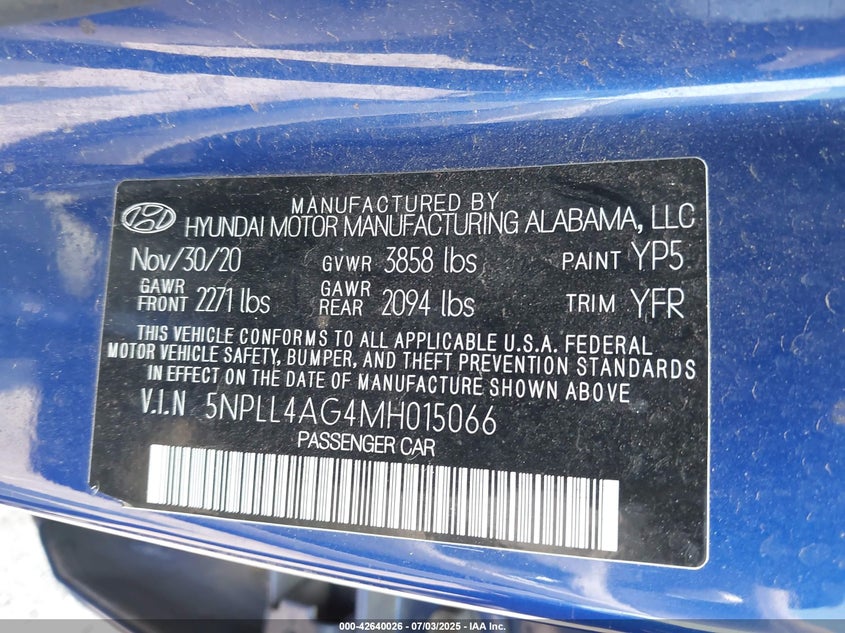 MANUFACTURED BY
HYUNDAI MOTOR MANUFACTURING ALABAMA, LLC
Nov/30/20 GVWR 3858 lbs PAINT YP5
GAWR FRONT 2271 lbs GAWR REAR 2094 lbs TRIM YFR
THIS VEHICLE CONFORMS TO ALL APPLICABLE U.S.A. FEDERAL
MOTOR VEHICLE SAFETY, BUMPER, AND THEFT PREVENTION STANDARDS
IN EFFECT ON THE DATE OF MANUFACTURE SHOWN ABOVE
V.I.N 5NPLL4AG4MH015066
PASSENGER CAR
000-42640026 - 07/03/2025 - IAA Inc.